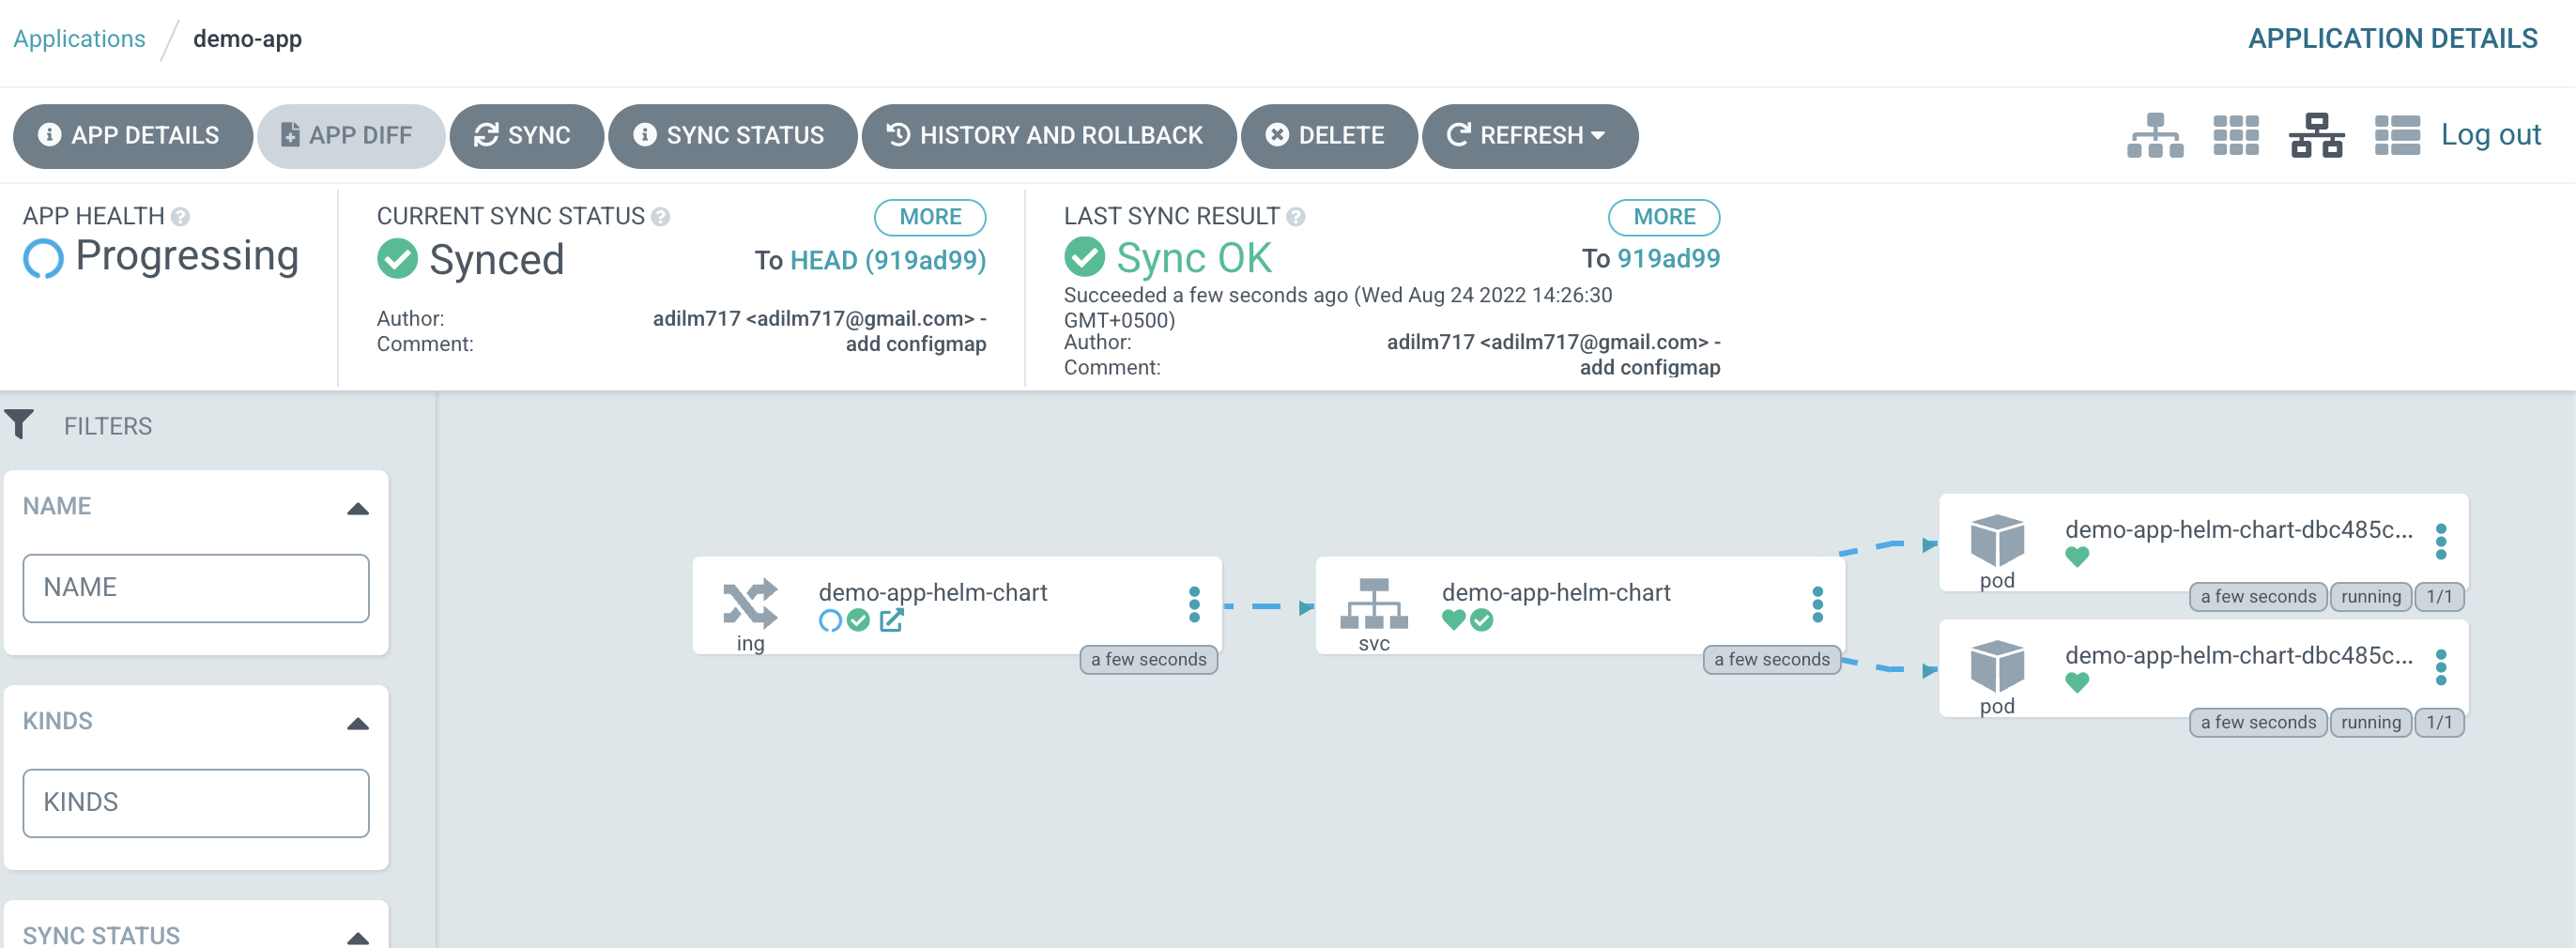 Applications / demo-app
APPLICATION DETAILS
APP DETAILS
APP DIFF
SYNC
SYNC STATUS
HISTORY AND ROLLBACK
DELETE
REFRESH
Log out
APP HEALTH
Progressing
CURRENT SYNC STATUS
MORE
Synced
To HEAD (919ad99)
Author: adilm717 <adilm717@gmail.com> -
Comment: add configmap
LAST SYNC RESULT
MORE
Sync OK
To 919ad99
Succeeded a few seconds ago (Wed Aug 24 2022 14:26:30
GMT+0500)
Author: adilm717 <adilm717@gmail.com> -
Comment: add configmap
FILTERS
NAME
NAME
KINDS
KINDS
SYNC STATUS
ing
demo-app-helm-chart
a few seconds
svc
demo-app-helm-chart
a few seconds
pod
demo-app-helm-chart-dbc485c...
a few seconds running 1/1
pod
demo-app-helm-chart-dbc485c...
a few seconds running 1/1